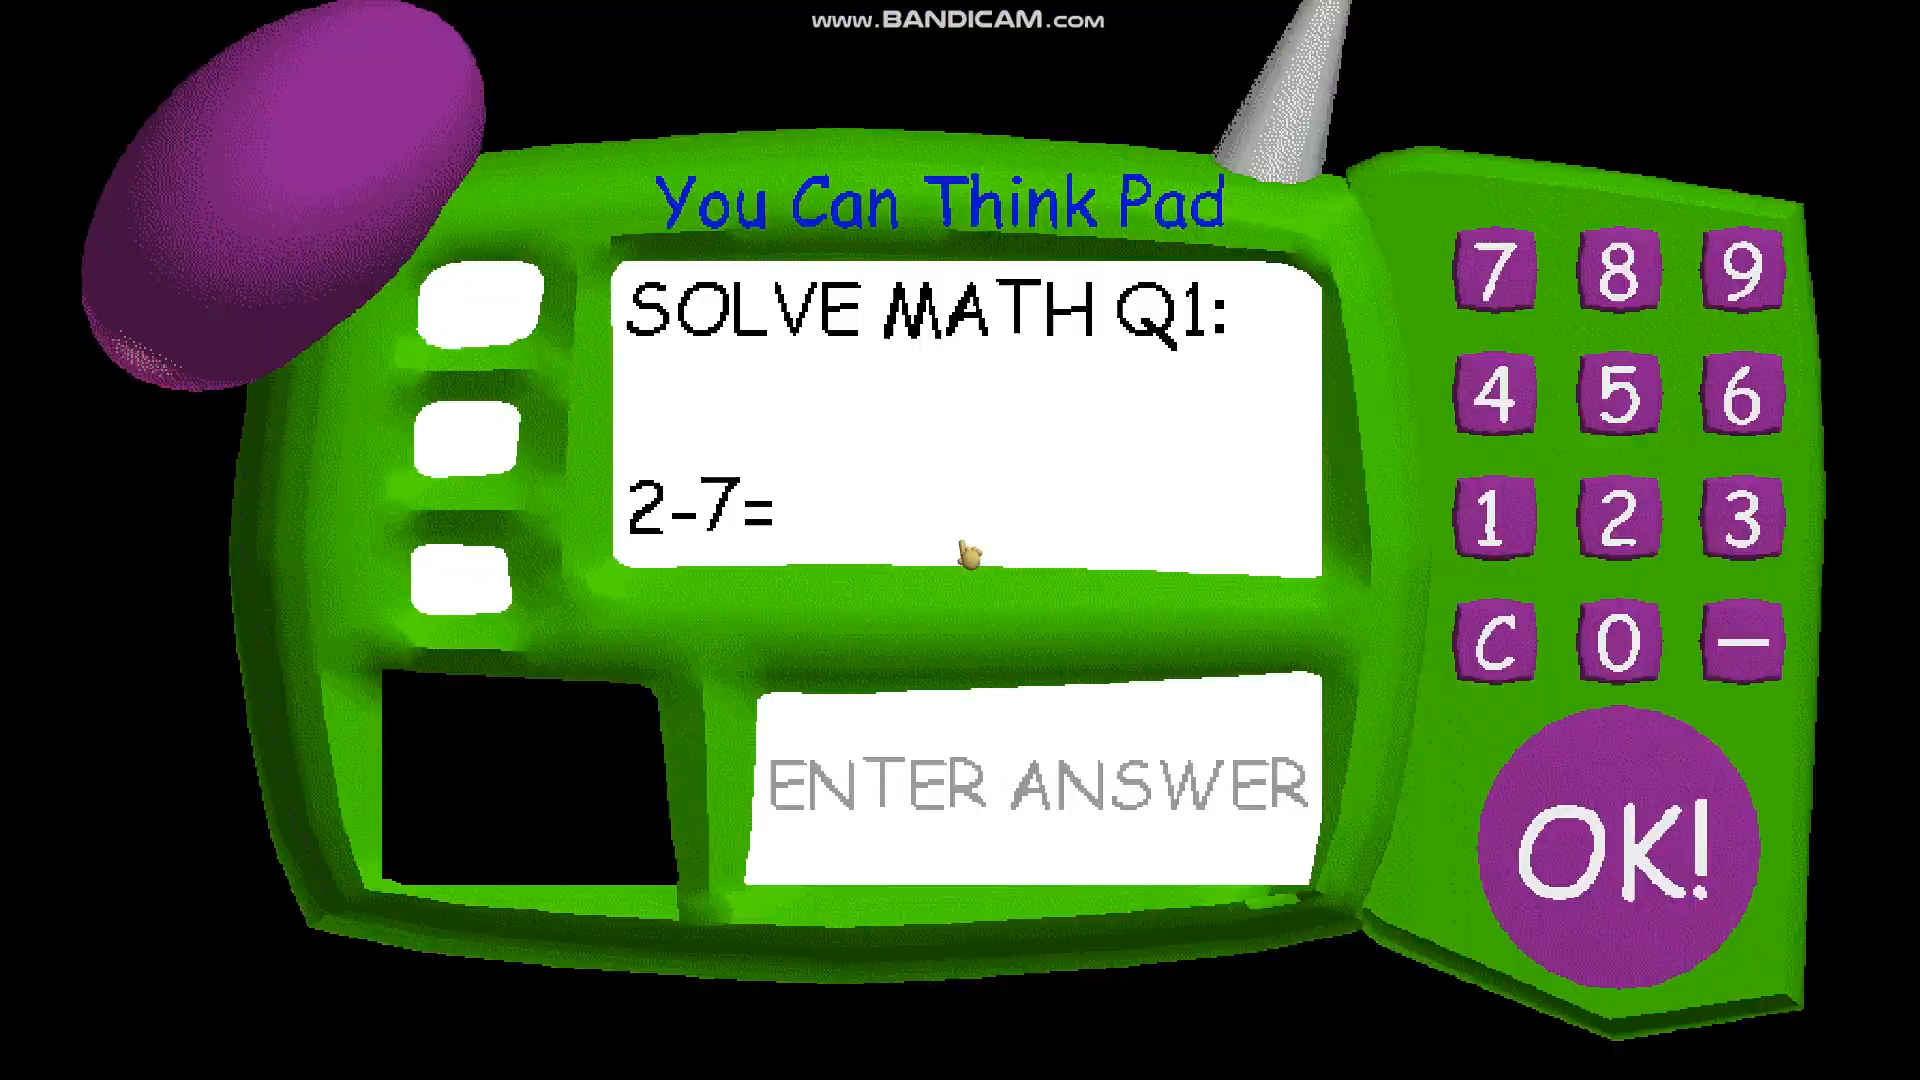 www.BANDICAM.com
You Can Think Pad
SOLVE MATH Q1:
2-7=
ENTER ANSWER
7 8 9
4 5 6
1 2 3
C 0 −
OK!